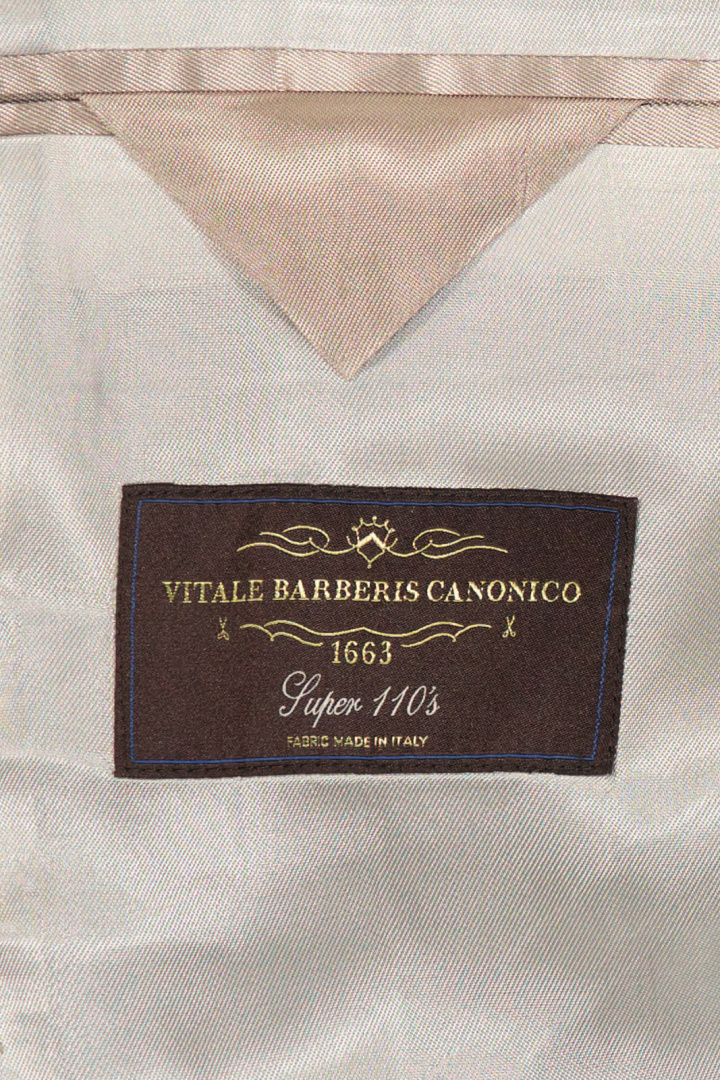 VITALE BARBERIS CANONICO
1663
Super 110's
FABRIC MADE IN ITALY